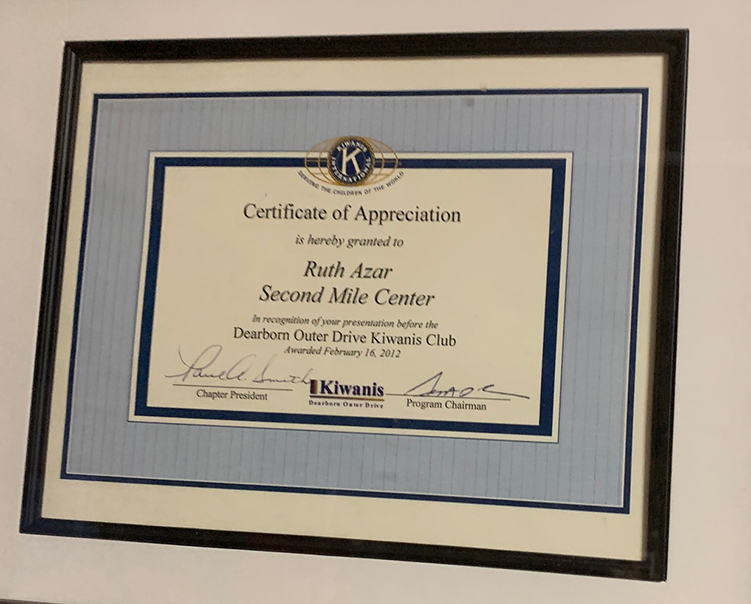 KIWANIS
K
INTERNATIONAL
SERVING THE CHILDREN OF THE WORLD
Certificate of Appreciation
is hereby granted to
Ruth Azar
Second Mile Center
In recognition of your presentation before the
Dearborn Outer Drive Kiwanis Club
Awarded February 16, 2012
Chapter President
Kiwanis
Dearborn Outer Drive
Program Chairman